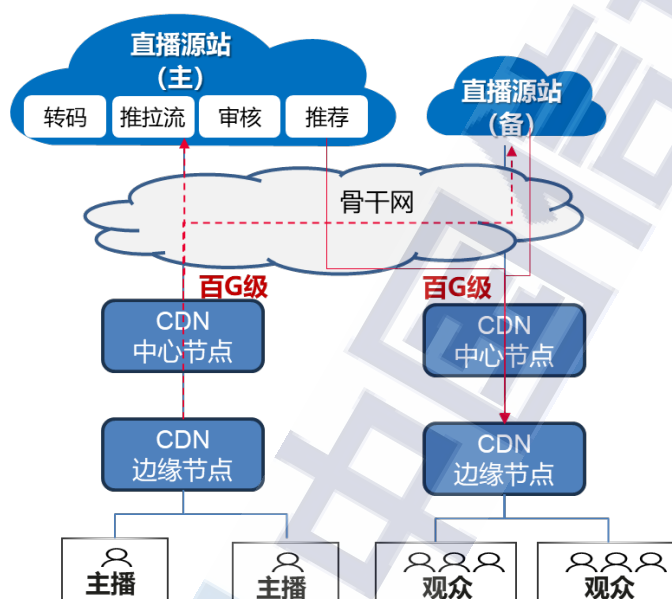 直播源站
（主）
转码 推拉流 审核 推荐
直播源站
（备）
骨干网
百G级 百G级
CDN
中心节点
CDN
中心节点
CDN
边缘节点
CDN
边缘节点
主播 主播 观众 观众